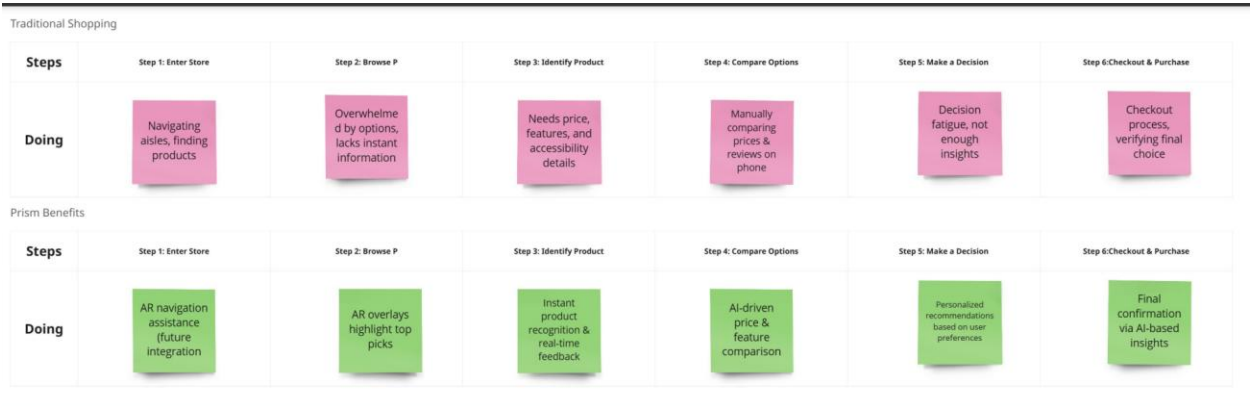 Traditional Shopping
Steps
Step 1: Enter Store
Step 2: Browse P
Step 3: Identify Product
Step 4: Compare Options
Step 5: Make a Decision
Step 6:Checkout & Purchase
Doing
Navigating
aisles, finding
products
Overwhelme
d by options,
lacks instant
information
Needs price,
features, and
accessibility
details
Manually
comparing
prices &
reviews on
phone
Decision
fatigue, not
enough
insights
Checkout
process,
verifying final
choice
Prism Benefits
Steps
Step 1: Enter Store
Step 2: Browse P
Step 3: Identify Product
Step 4: Compare Options
Step 5: Make a Decision
Step 6:Checkout & Purchase
Doing
AR navigation
assistance
(future
integration
AR overlays
highlight top
picks
Instant
product
recognition &
real-time
feedback
AI-driven
price &
feature
comparison
Personalized
recommendations
based on user
preferences
Final
confirmation
via AI-based
insights